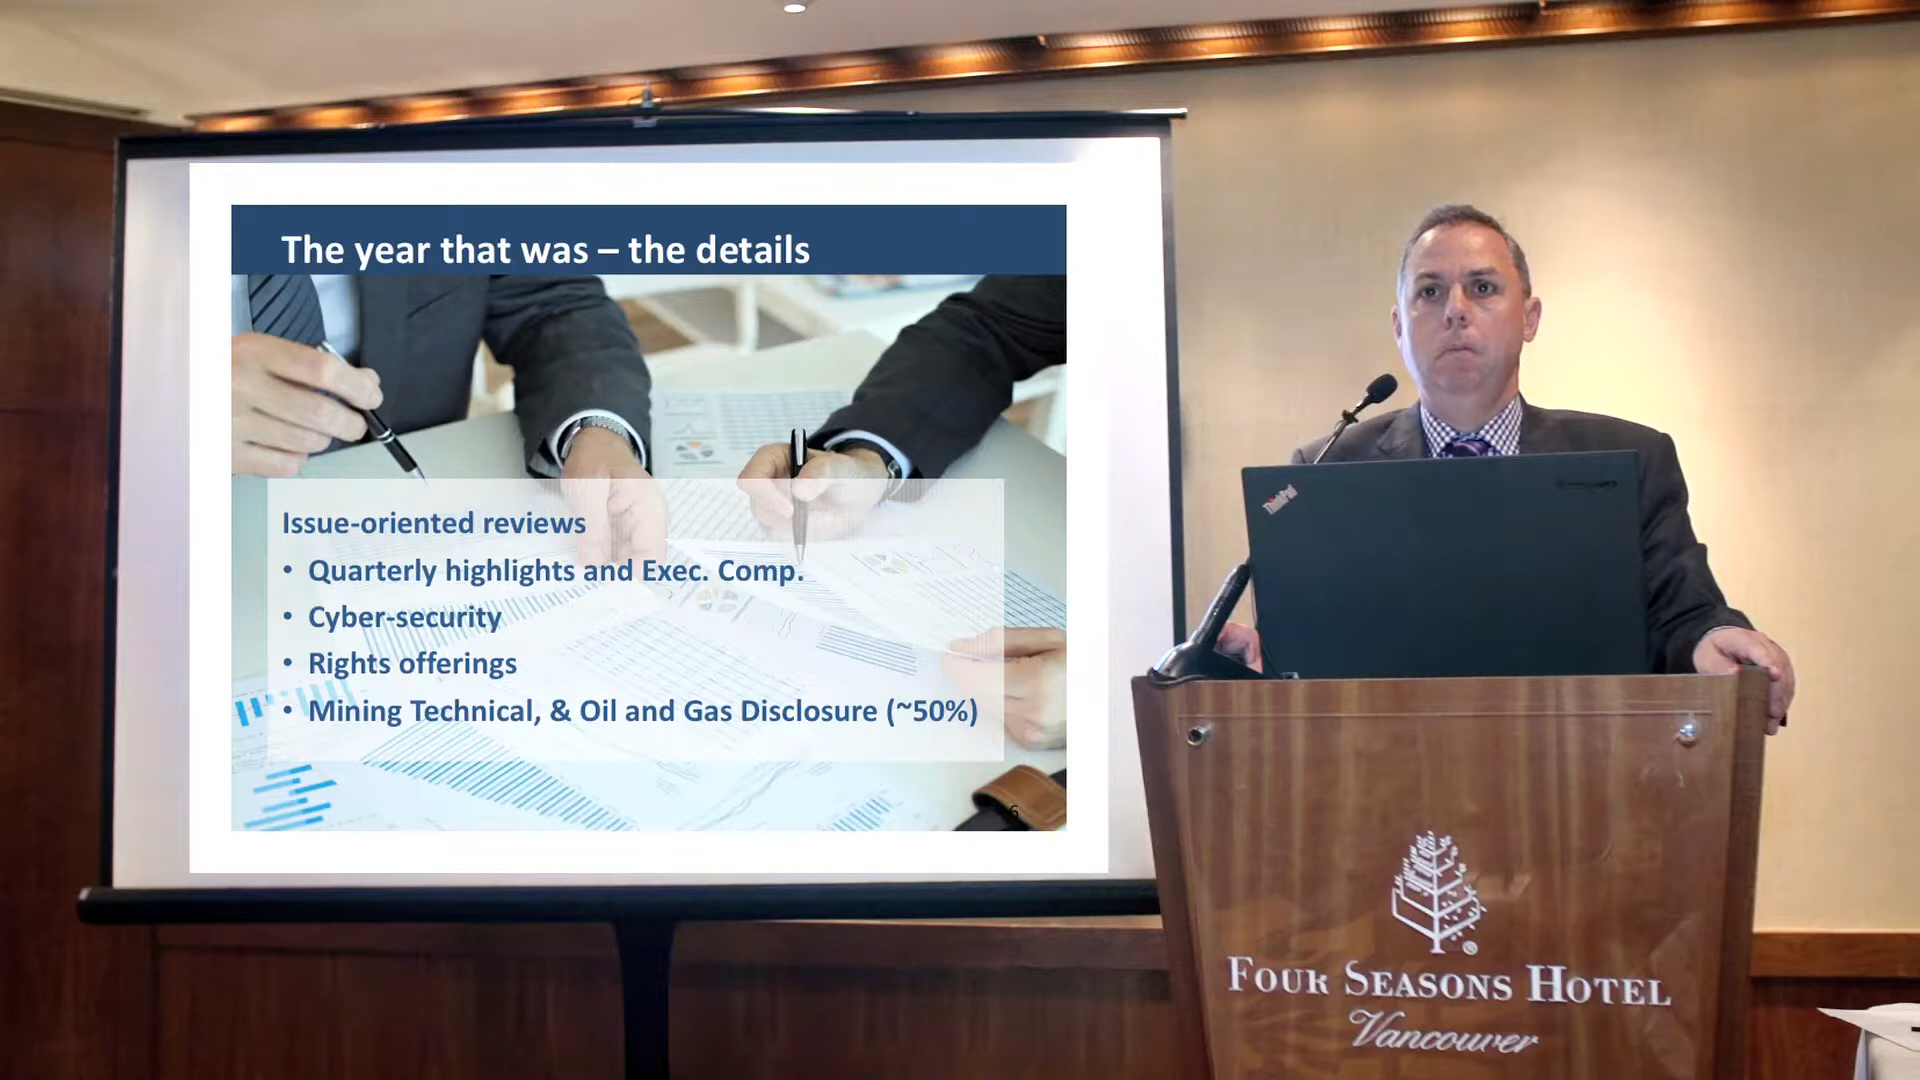 The year that was – the details
Issue-oriented reviews
• Quarterly highlights and Exec. Comp.
• Cyber-security
• Rights offerings
• Mining Technical, & Oil and Gas Disclosure (~50%)
6
ThinkPad
FOUR SEASONS HOTEL
Vancouver